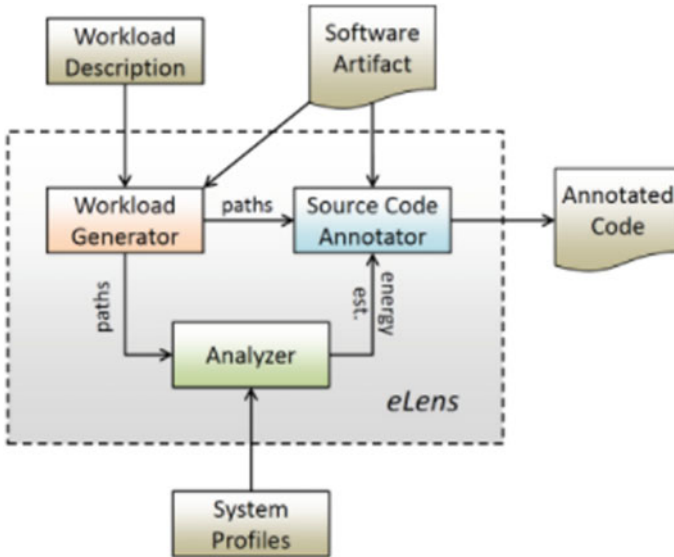 Workload
Description
Software
Artifact
Workload
Generator
paths
Source Code
Annotator
Annotated
Code
paths
energy
est.
Analyzer
eLens
System
Profiles